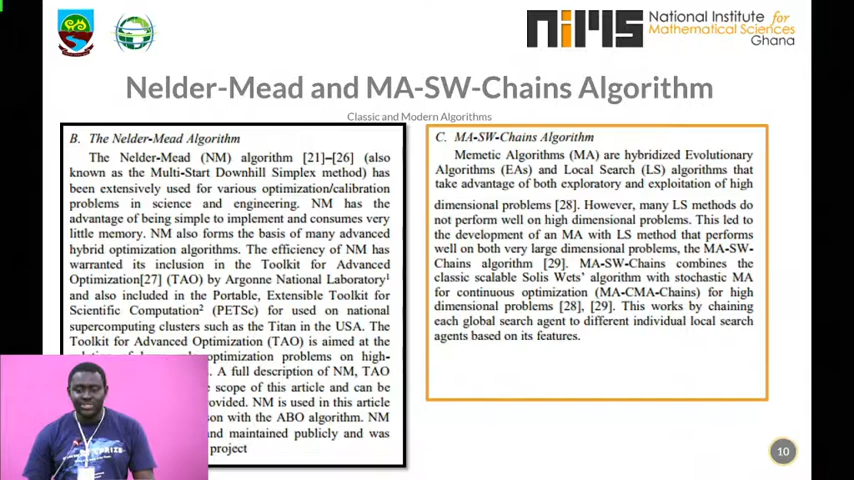 NIMS
National Institute for
Mathematical Sciences
Ghana
Nelder-Mead and MA-SW-Chains Algorithm
Classic and Modern Algorithms
B. The Nelder-Mead Algorithm
The Nelder-Mead (NM) algorithm [21]–[26] (also
known as the Multi-Start Downhill Simplex method) has
been extensively used for various optimization/calibration
problems in science and engineering. NM has the
advantage of being simple to implement and consumes very
little memory. NM also forms the basis of many advanced
hybrid optimization algorithms. The efficiency of NM has
warranted its inclusion in the Toolkit for Advanced
Optimization[27] (TAO) by Argonne National Laboratory¹
and also included in the Portable, Extensible Toolkit for
Scientific Computation² (PETSc) for used on national
supercomputing clusters such as the Titan in the USA. The
Toolkit for Advanced Optimization (TAO) is aimed at the
optimization problems on high-
. A full description of NM, TAO
scope of this article and can be
NM is used in this article
with the ABO algorithm. NM
and maintained publicly and was
project
C. MA-SW-Chains Algorithm
Memetic Algorithms (MA) are hybridized Evolutionary
Algorithms (EAs) and Local Search (LS) algorithms that
take advantage of both exploratory and exploitation of high
dimensional problems [28]. However, many LS methods do
not perform well on high dimensional problems. This led to
the development of an MA with LS method that performs
well on both very large dimensional problems, the MA-SW-
Chains algorithm [29]. MA-SW-Chains combines the
classic scalable Solis Wets' algorithm with stochastic MA
for continuous optimization (MA-CMA-Chains) for high
dimensional problems [28], [29]. This works by chaining
each global search agent to different individual local search
agents based on its features.
10